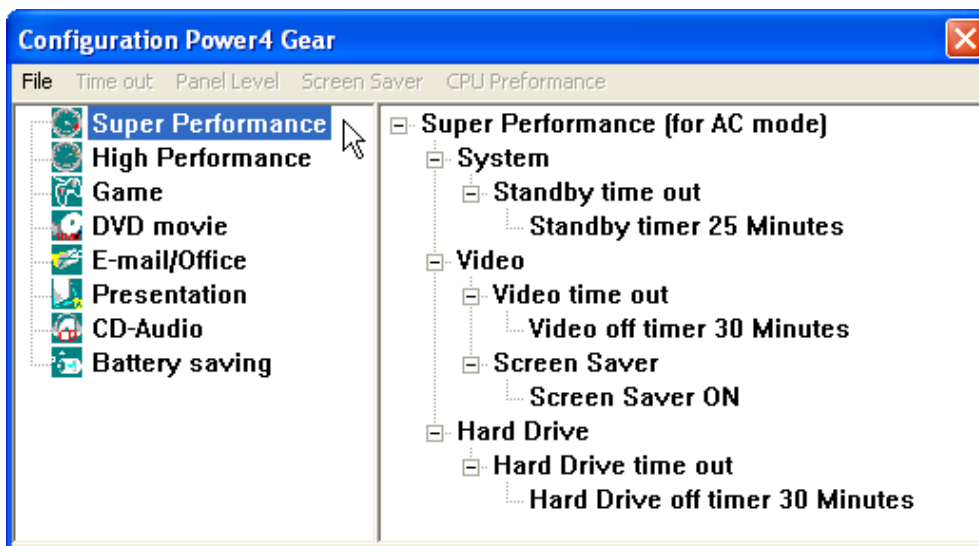 Configuration Power4 Gear
File Time out Panel Level Screen Saver CPU Preformance
Super Performance
High Performance
Game
DVD movie
E-mail/Office
Presentation
CD-Audio
Battery saving
Super Performance (for AC mode)
System
Standby time out
Standby timer 25 Minutes
Video
Video time out
Video off timer 30 Minutes
Screen Saver
Screen Saver ON
Hard Drive
Hard Drive time out
Hard Drive off timer 30 Minutes